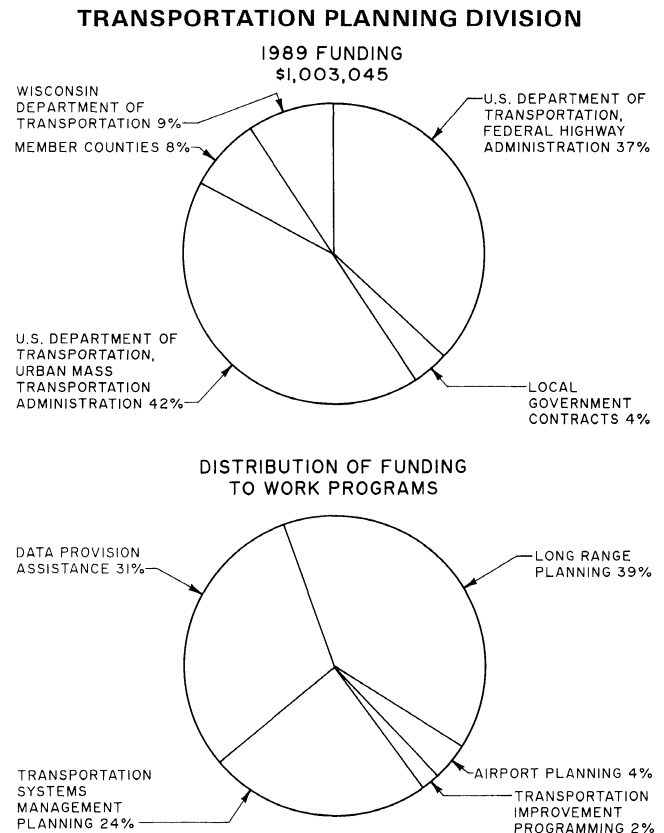 TRANSPORTATION PLANNING DIVISION
1989 FUNDING
$1,003,045
WISCONSIN
DEPARTMENT OF
TRANSPORTATION 9%
MEMBER COUNTIES 8%
U.S. DEPARTMENT OF
TRANSPORTATION,
FEDERAL HIGHWAY
ADMINISTRATION 37%
U.S. DEPARTMENT OF
TRANSPORTATION,
URBAN MASS
TRANSPORTATION
ADMINISTRATION 42%
LOCAL
GOVERNMENT
CONTRACTS 4%
DISTRIBUTION OF FUNDING
TO WORK PROGRAMS
DATA PROVISION
ASSISTANCE 31%
LONG RANGE
PLANNING 39%
TRANSPORTATION
SYSTEMS
MANAGEMENT
PLANNING 24%
AIRPORT PLANNING 4%
TRANSPORTATION
IMPROVEMENT
PROGRAMMING 2%